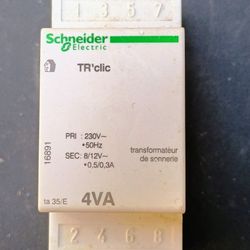 1 3 5 7
Schneider
Electric
TR'clic
PRI : 230V~
•50Hz
SEC: 8/12V~
•0,5/0,3A
transformateur
de sonnerie
16891
ta 35/E
4VA
2 4 6 8